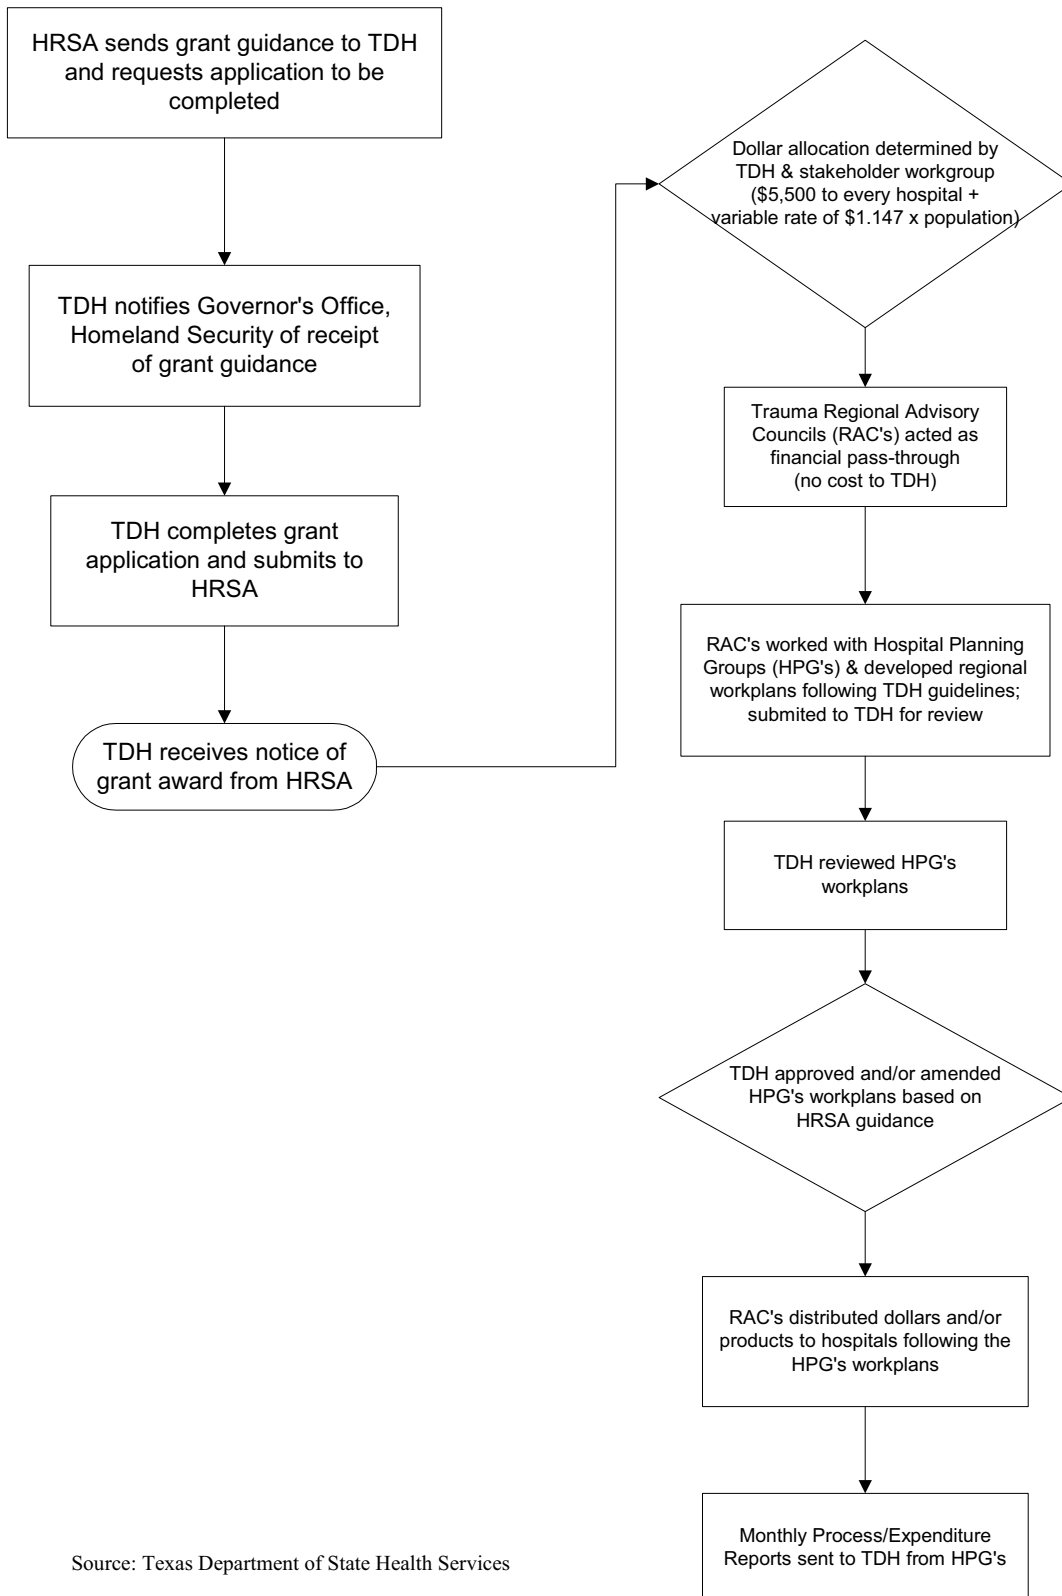 HRSA sends grant guidance to TDH
and requests application to be
completed
TDH notifies Governor's Office,
Homeland Security of receipt
of grant guidance
TDH completes grant
application and submits to
HRSA
TDH receives notice of
grant award from HRSA
Dollar allocation determined by
TDH & stakeholder workgroup
($5,500 to every hospital +
variable rate of $1.147 x population)
Trauma Regional Advisory
Councils (RAC's) acted as
financial pass-through
(no cost to TDH)
RAC's worked with Hospital Planning
Groups (HPG's) & developed regional
workplans following TDH guidelines;
submited to TDH for review
TDH reviewed HPG's
workplans
TDH approved and/or amended
HPG's workplans based on
HRSA guidance
RAC's distributed dollars and/or
products to hospitals following the
HPG's workplans
Monthly Process/Expenditure
Reports sent to TDH from HPG's
Source: Texas Department of State Health Services